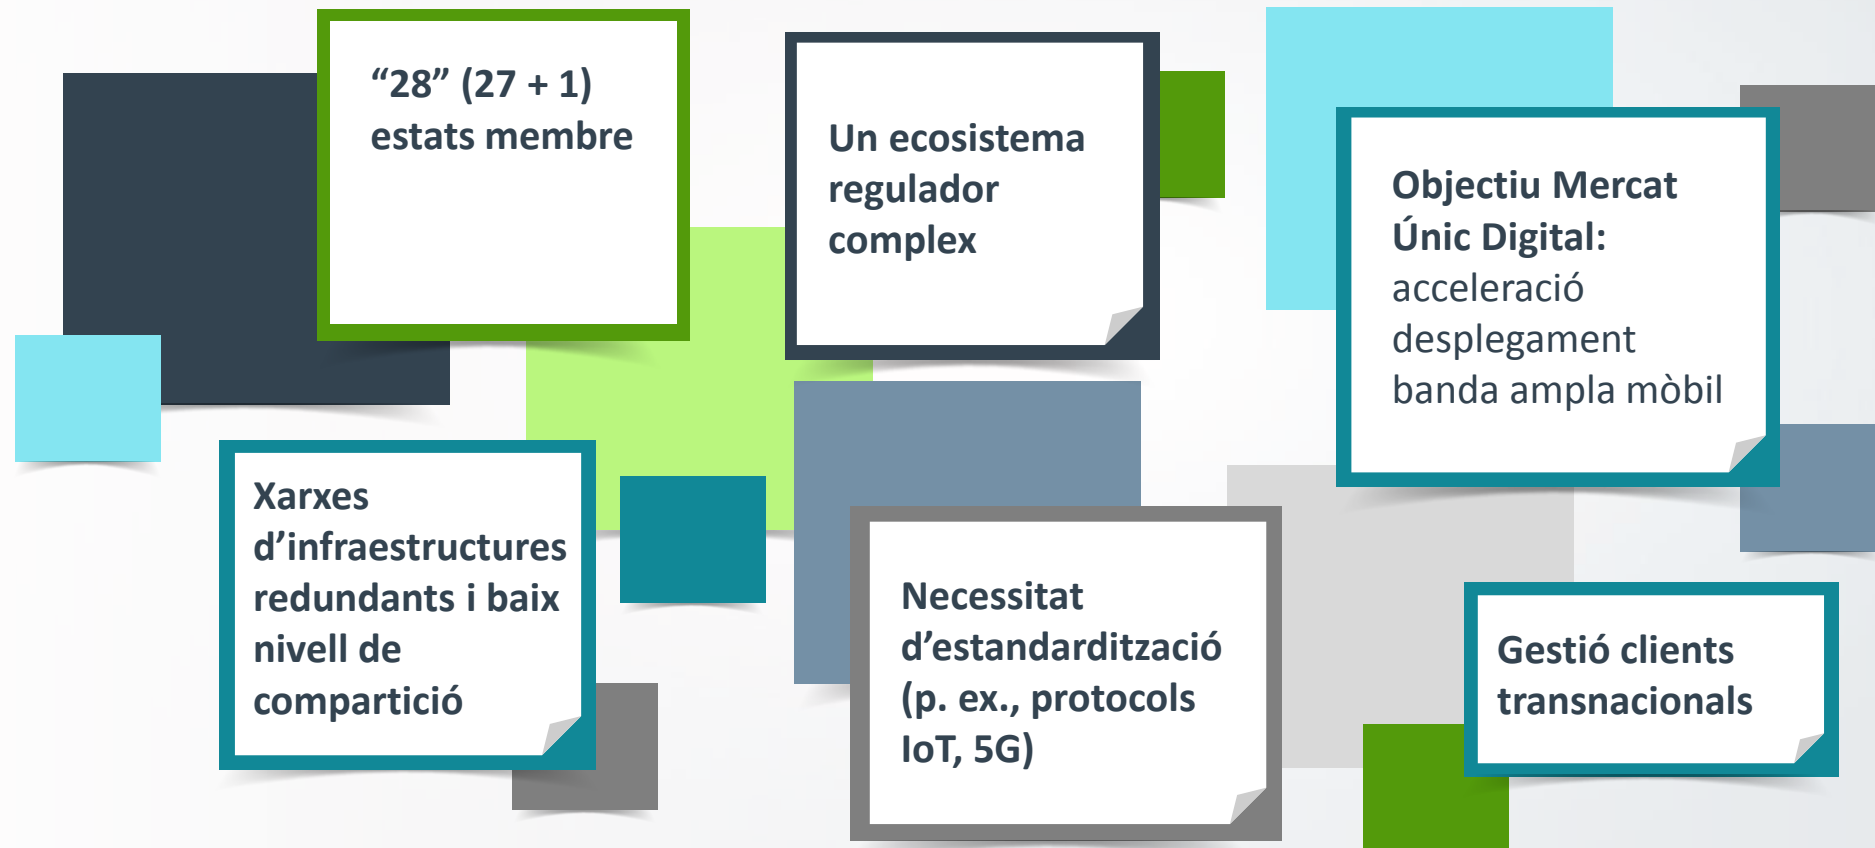 “28” (27 + 1)
estats membre
Un ecosistema
regulador
complex
Objectiu Mercat
Únic Digital:
acceleració
desplegament
banda ampla mòbil
Xarxes
d’infraestructures
redundants i baix
nivell de
compartició
Necessitat
d’estandardització
(p. ex., protocols
IoT, 5G)
Gestió clients
transnacionals